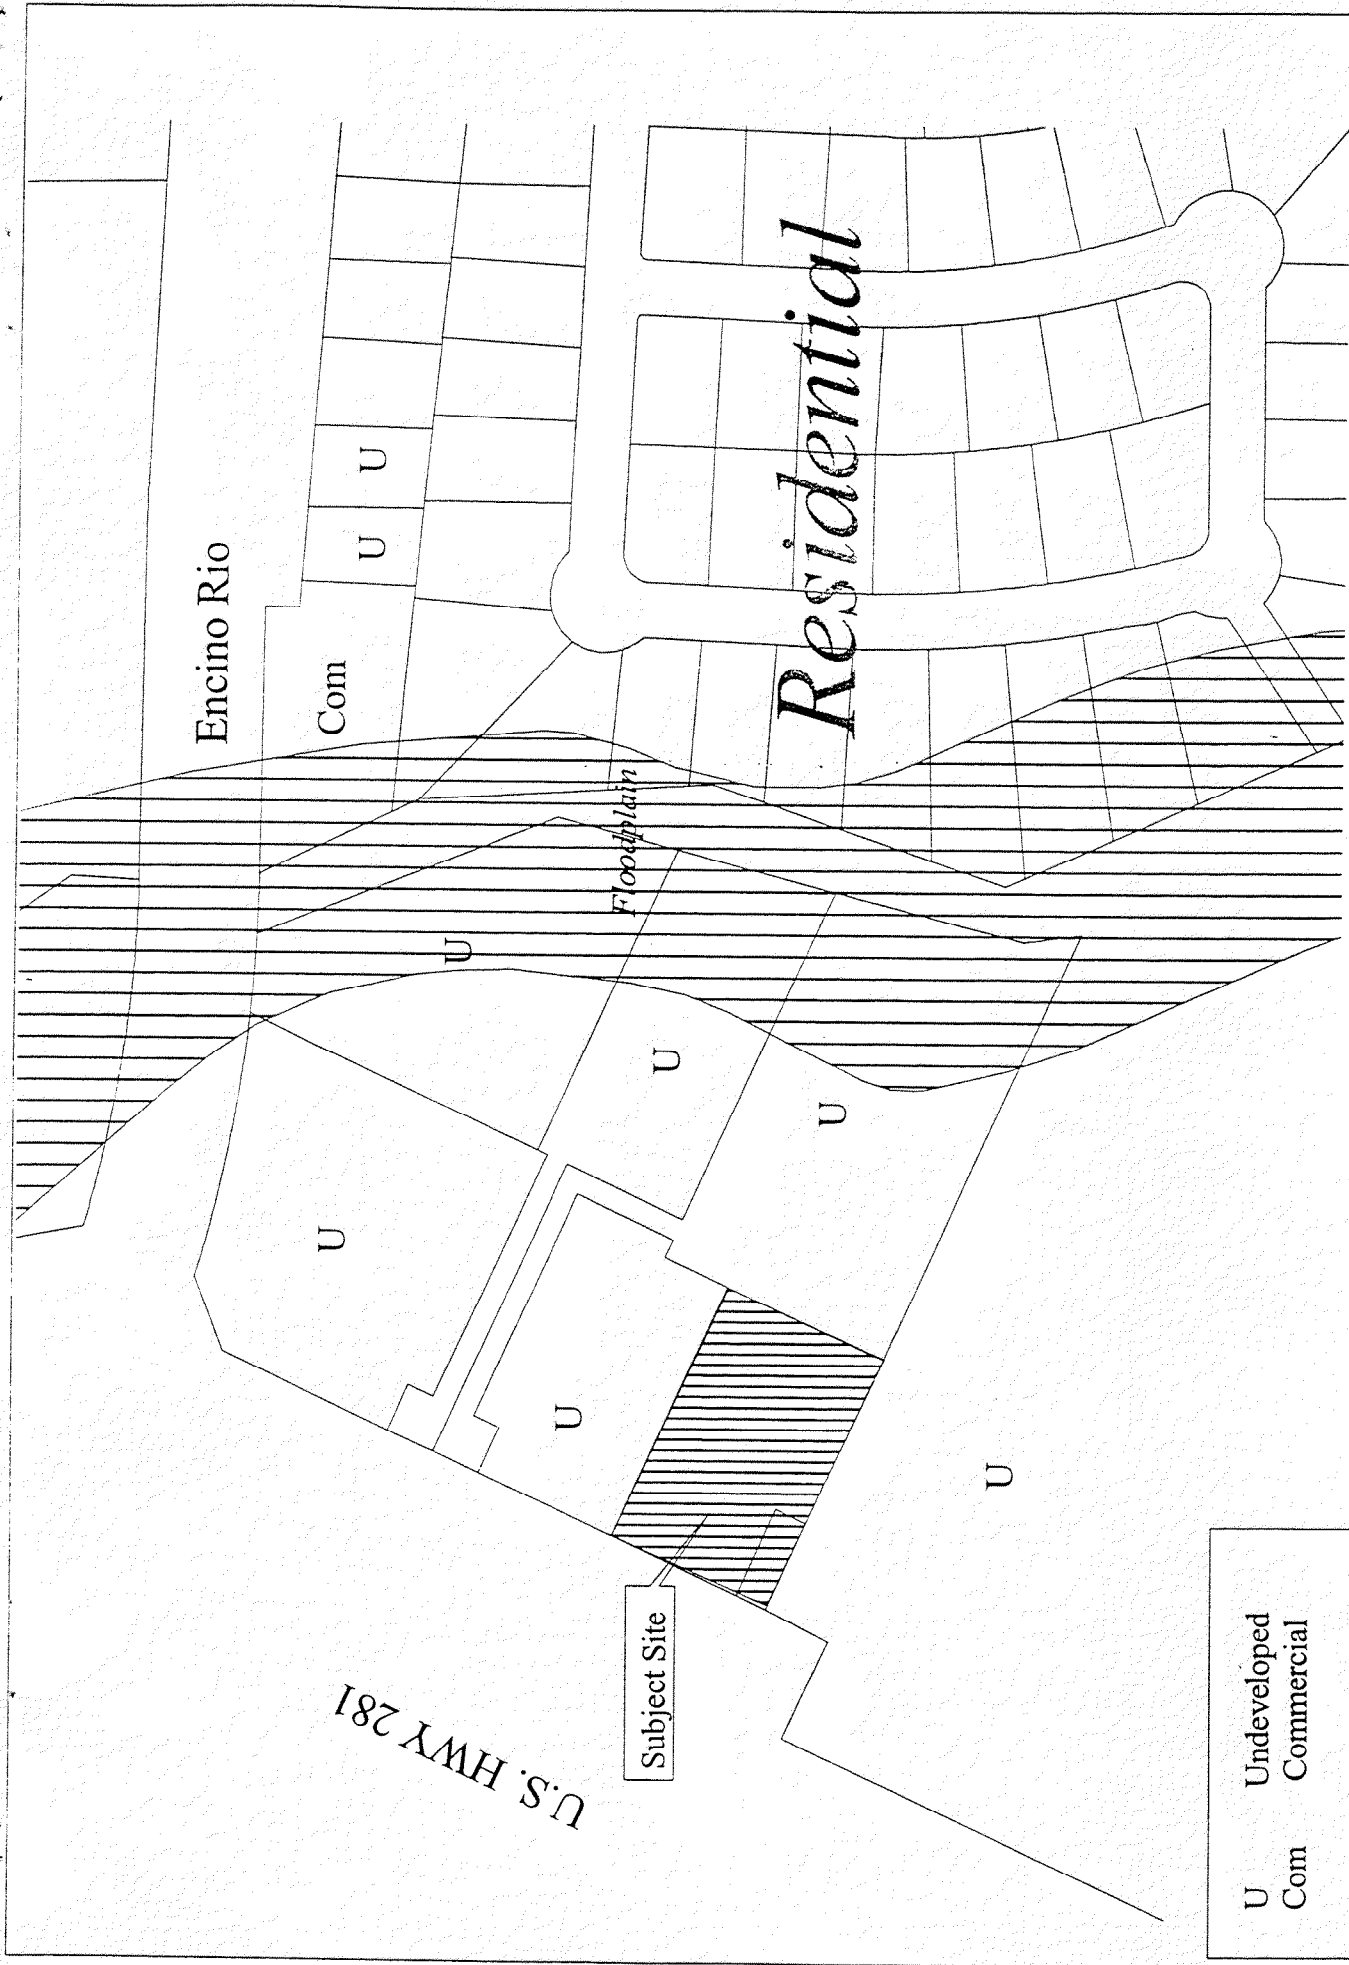 Encino Rio
Com
U
U
U
Floodplain
Residential
U
U
U
U
U
U.S. HWY 281
Subject Site
U Undeveloped
Com Commercial